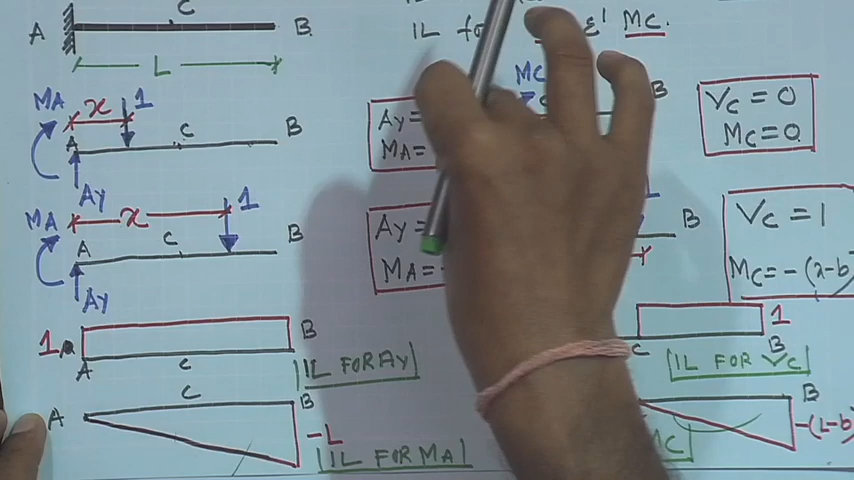 C
A
B
L
IL fo
&' MC.
MA
x
1
A
C
B
Ay
MC
B
Ay=
MA=
VC = 0
MC = 0
MA
x
1
A
C
B
Ay
Ay=
MA=-
B
VC = 1
MC = -(x-b)
1
A
C
B
IL FOR Ay
1
C
B
IL FOR VC
A
C
B
-L
IL FOR MA
B
-(L-b)
MC